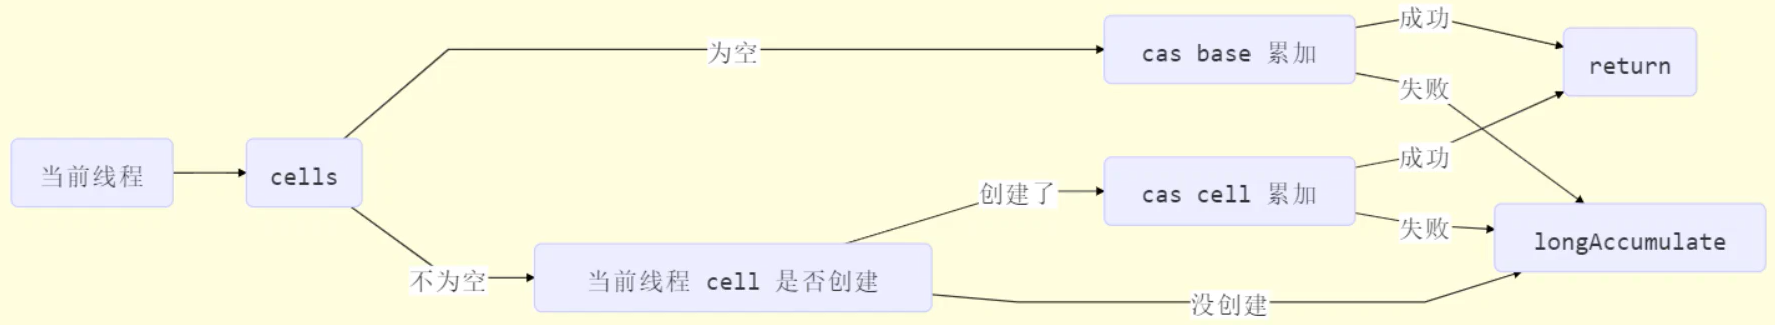 当前线程
cells
为空
不为空
cas base 累加
成功
失败
return
当前线程 cell 是否创建
创建了
没创建
cas cell 累加
成功
失败
longAccumulate